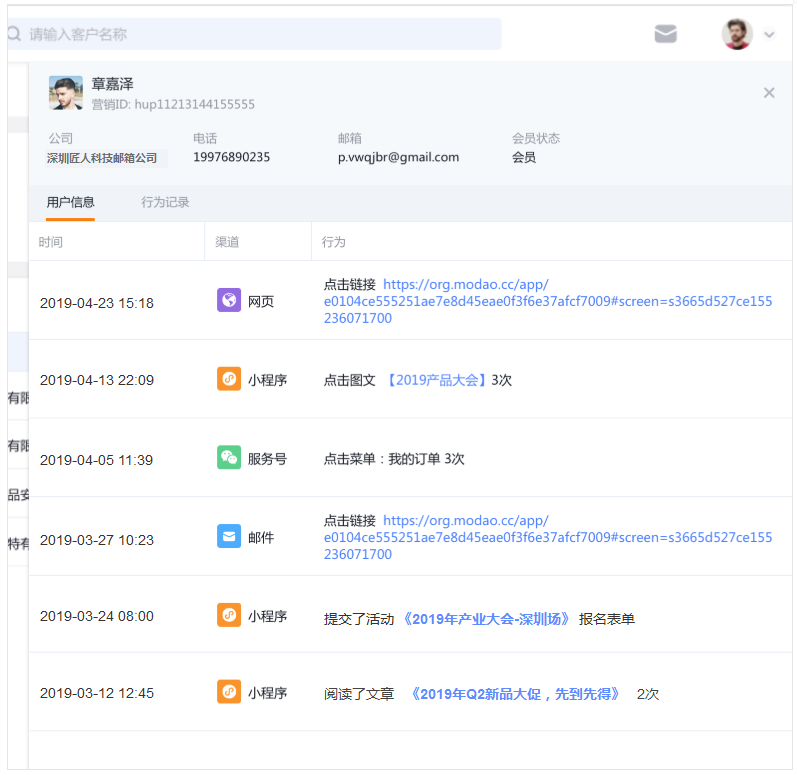 请输入客户名称
章嘉泽
营销ID: hup11213144155555
公司 电话 邮箱 会员状态
深圳匠人科技邮箱公司 19976890235 p.vwqjbr@gmail.com 会员
用户信息 行为记录
时间 渠道 行为
2019-04-23 15:18 网页 点击链接 https://org.modao.cc/app/
e0104ce555251ae7e8d45eae0f3f6e37afcf7009#screen=s3665d527ce155
236071700
2019-04-13 22:09 小程序 点击图文 【2019产品大会】3次
有限
2019-04-05 11:39 服务号 点击菜单：我的订单 3次
有限
品安
2019-03-27 10:23 邮件 点击链接 https://org.modao.cc/app/
e0104ce555251ae7e8d45eae0f3f6e37afcf7009#screen=s3665d527ce155
236071700
特有
2019-03-24 08:00 小程序 提交了活动 《2019年产业大会-深圳场》 报名表单
2019-03-12 12:45 小程序 阅读了文章 《2019年Q2新品大促，先到先得》 2次